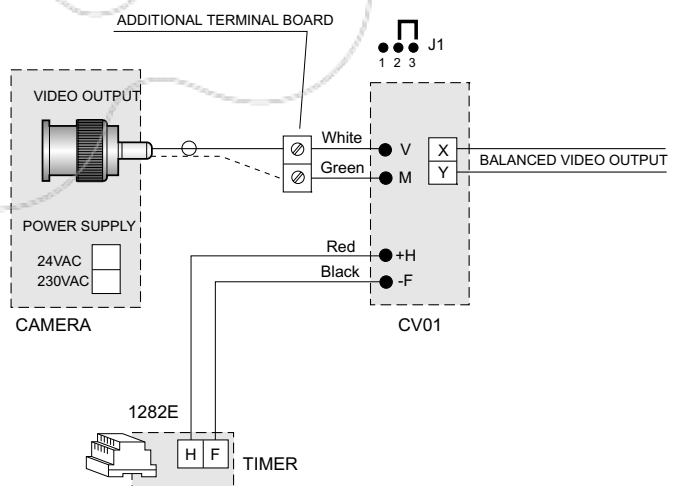 ADDITIONAL TERMINAL BOARD
J1
1 2 3
VIDEO OUTPUT
White
V
X
BALANCED VIDEO OUTPUT
Green
M
Y
POWER SUPPLY
24VAC
230VAC
Red
+H
Black
-F
CAMERA
CV01
1282E
H F
TIMER